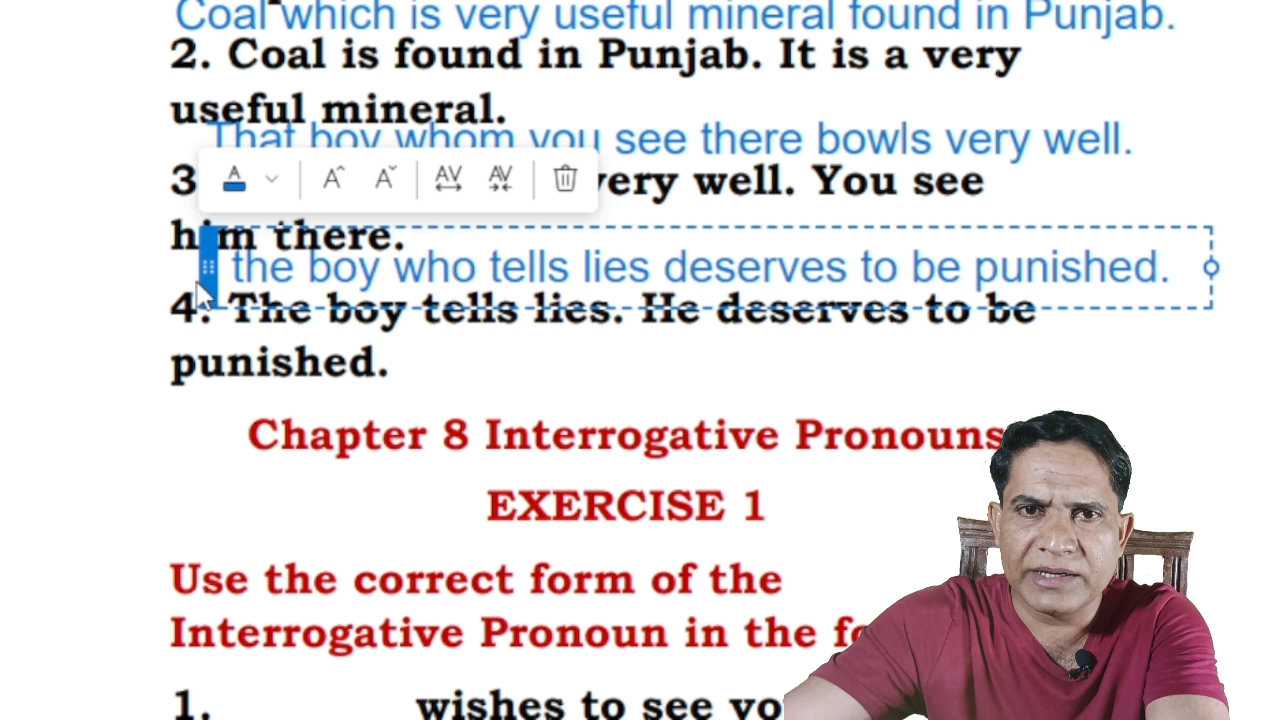 Coal which is very useful mineral found in Punjab.
2. Coal is found in Punjab. It is a very
useful mineral.
That boy whom you see there bowls very well.
3 very well. You see
him there.
the boy who tells lies deserves to be punished.
4. The boy tells lies. He deserves to be
punished.
Chapter 8 Interrogative Pronouns
EXERCISE 1
Use the correct form of the
Interrogative Pronoun in the
1. wishes to see